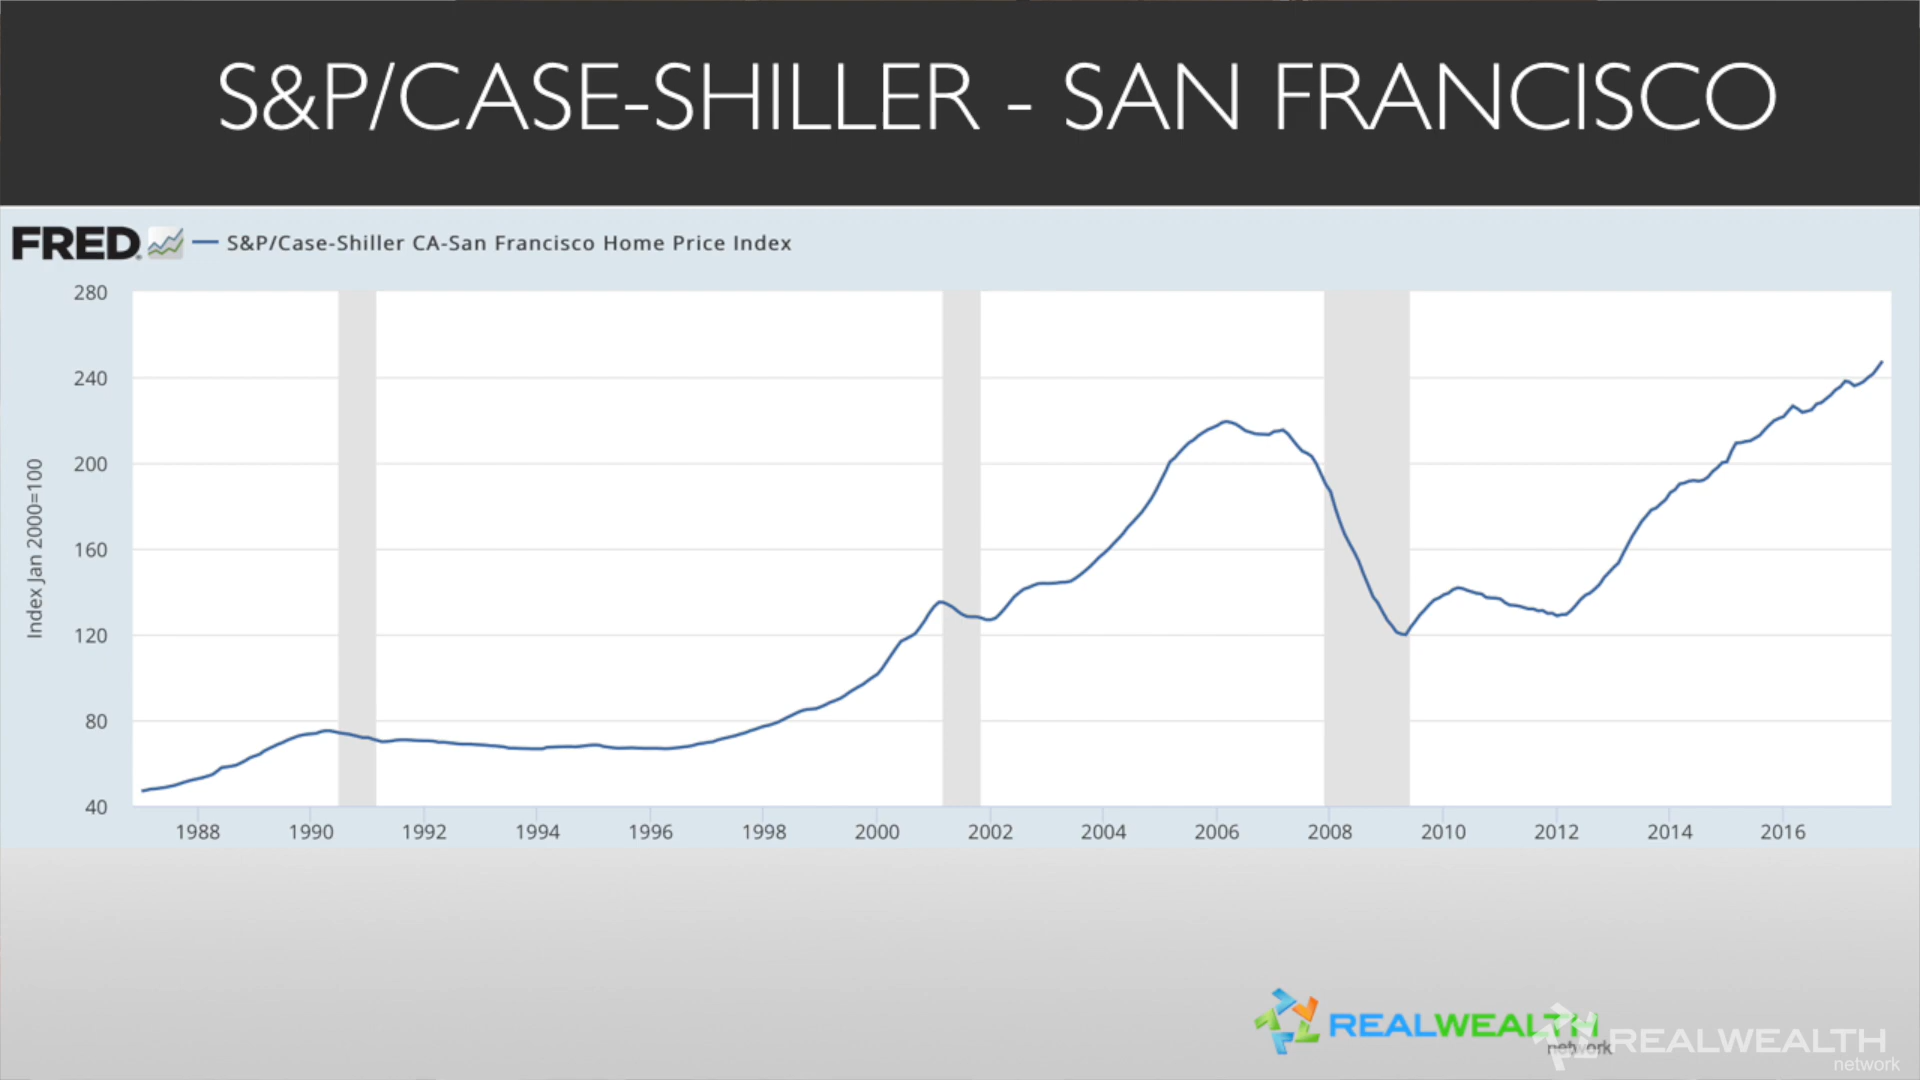 S&P/CASE-SHILLER - SAN FRANCISCO
FRED
S&P/Case-Shiller CA-San Francisco Home Price Index
280
240
200
160
120
80
40
Index Jan 2000=100
1988 1990 1992 1994 1996 1998 2000 2002 2004 2006 2008 2010 2012 2014 2016
REALWEALTH
network
REALWEALTH
network